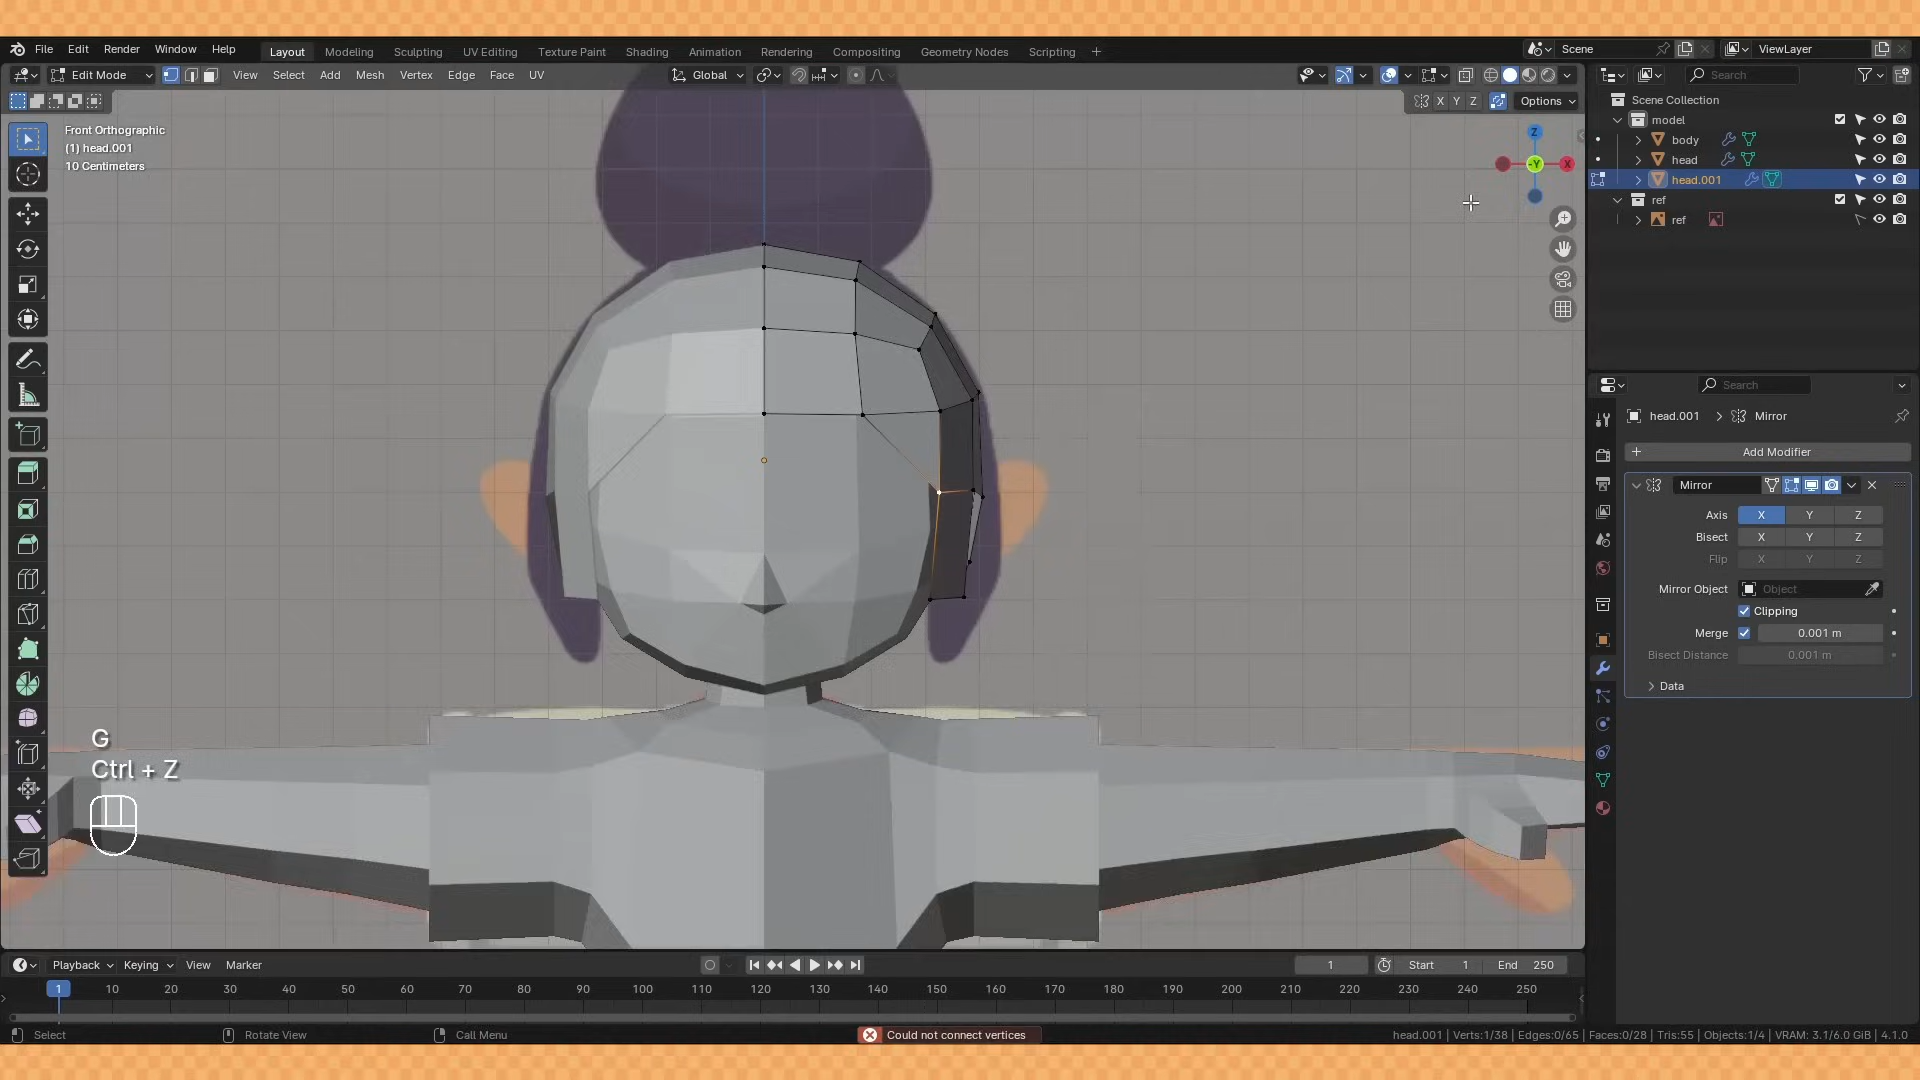 File Edit Render Window Help Layout Modeling Sculpting UV Editing Texture Paint Shading Animation Rendering Compositing Geometry Nodes Scripting + Scene ViewLayer
Edit Mode View Select Add Mesh Vertex Edge Face UV Global Search
X Y Z Options Scene Collection
Front Orthographic
(1) head.001
10 Centimeters
Z
-Y
X
model
body
head
head.001
ref
ref
Search
head.001 > Mirror
+ Add Modifier
Mirror
Axis X Y Z
Bisect X Y Z
Flip X Y Z
Mirror Object Object
Clipping
Merge 0.001 m
Bisect Distance 0.001 m
Data
G
Ctrl + Z
Playback Keying View Marker 1 Start 1 End 250
1 10 20 30 40 50 60 70 80 90 100 110 120 130 140 150 160 170 180 190 200 210 220 230 240 250
Select Rotate View Call Menu Could not connect vertices head.001 | Verts:1/38 | Edges:0/65 | Faces:0/28 | Tris:55 | Objects:1/4 | VRAM: 3.1/6.0 GiB | 4.1.0